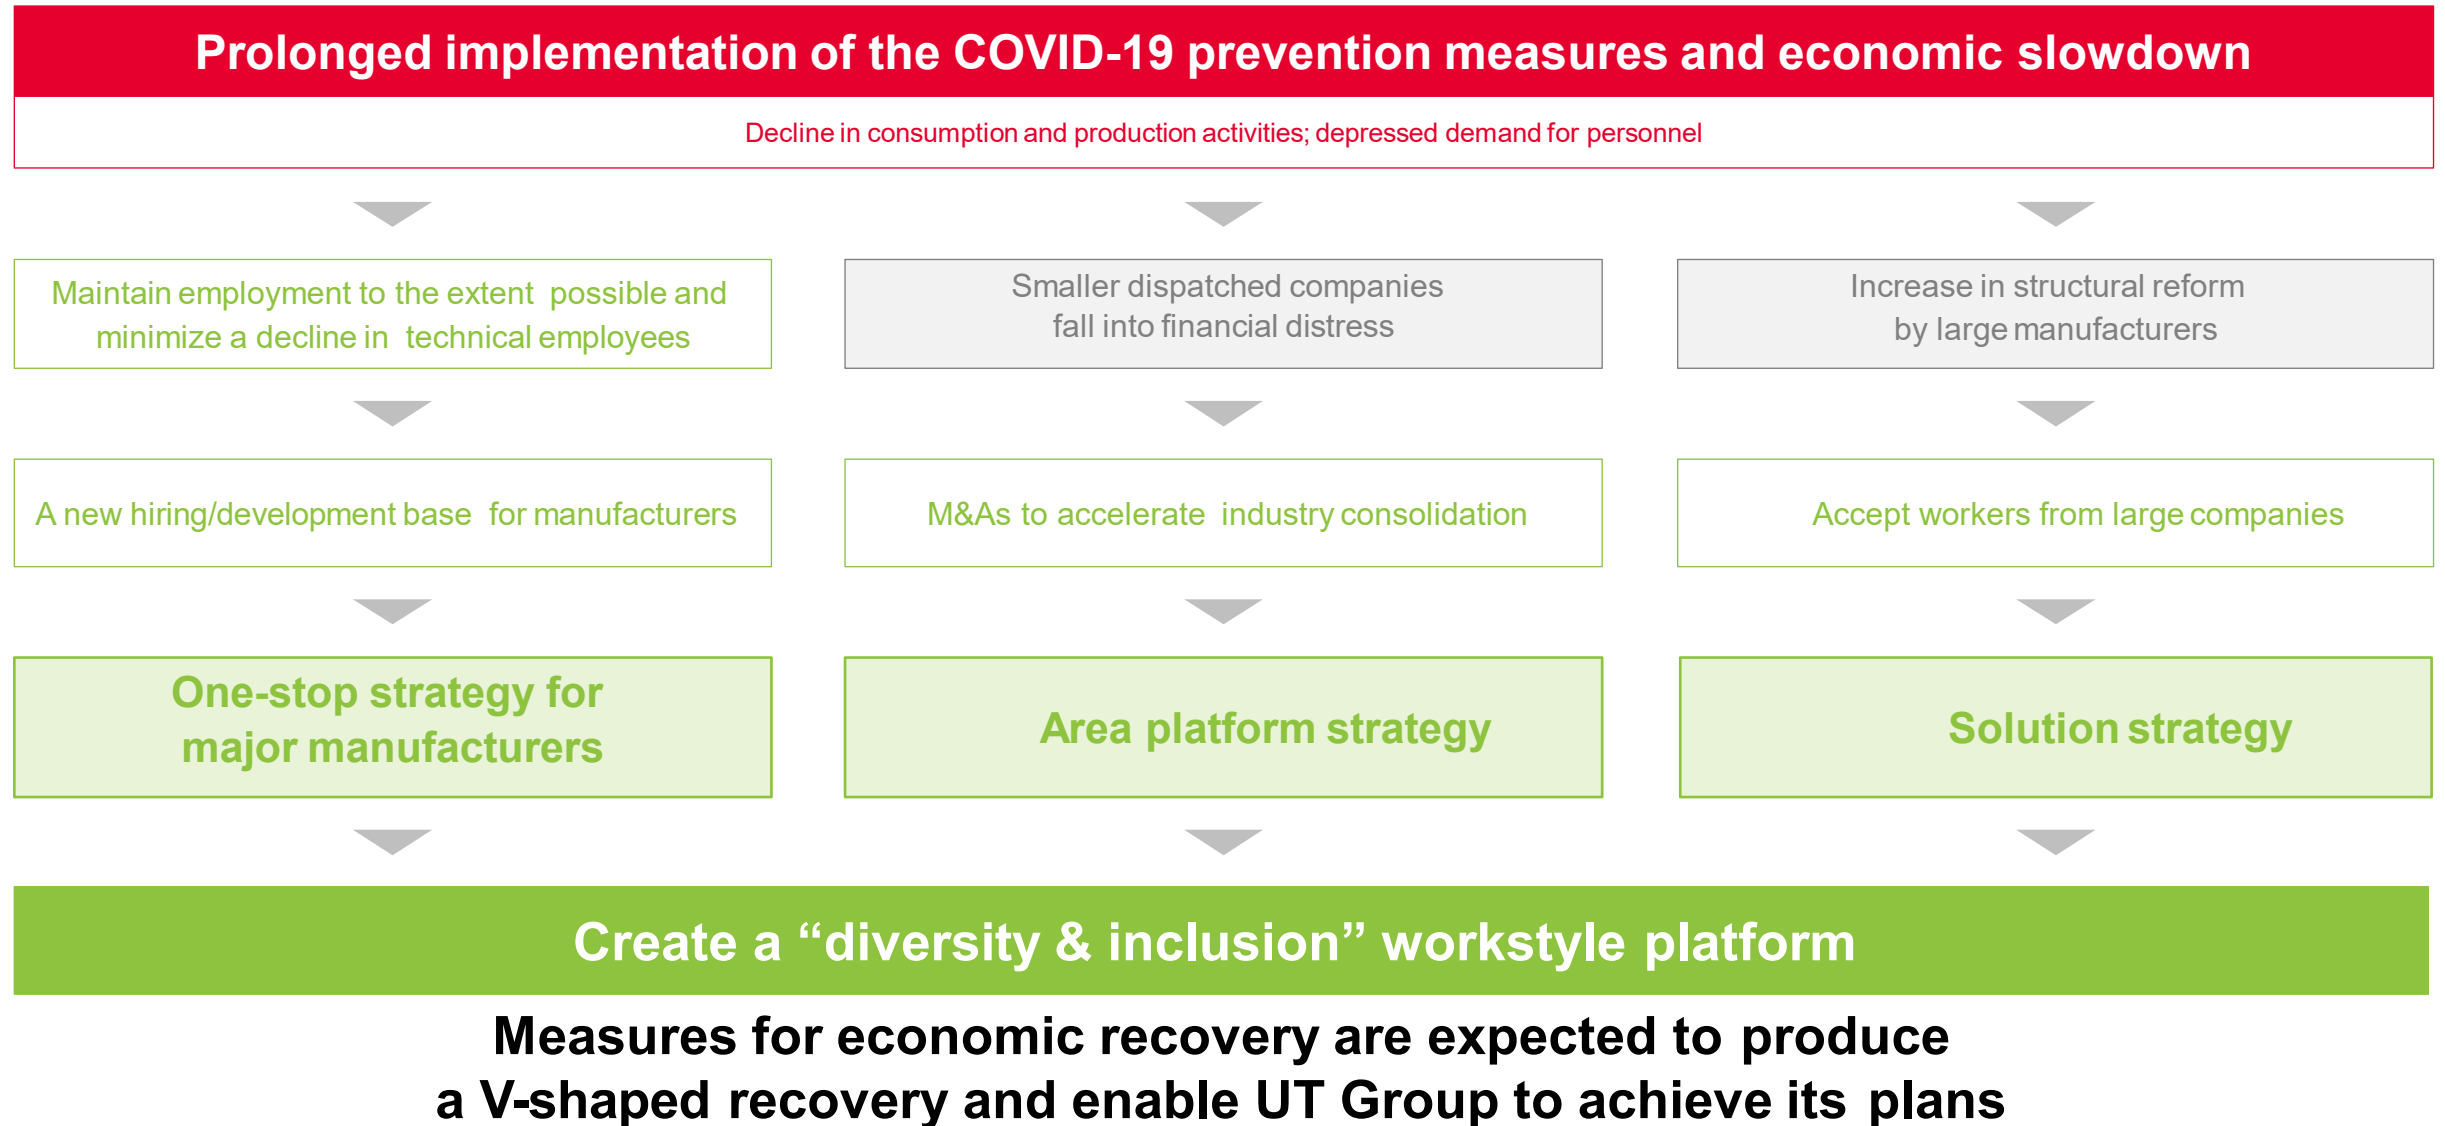 Prolonged implementation of the COVID-19 prevention measures and economic slowdown
Decline in consumption and production activities; depressed demand for personnel
Maintain employment to the extent possible and
minimize a decline in technical employees
Smaller dispatched companies
fall into financial distress
Increase in structural reform
by large manufacturers
A new hiring/development base for manufacturers
M&As to accelerate industry consolidation
Accept workers from large companies
One-stop strategy for
major manufacturers
Area platform strategy
Solution strategy
Create a “diversity & inclusion” workstyle platform
Measures for economic recovery are expected to produce
a V-shaped recovery and enable UT Group to achieve its plans